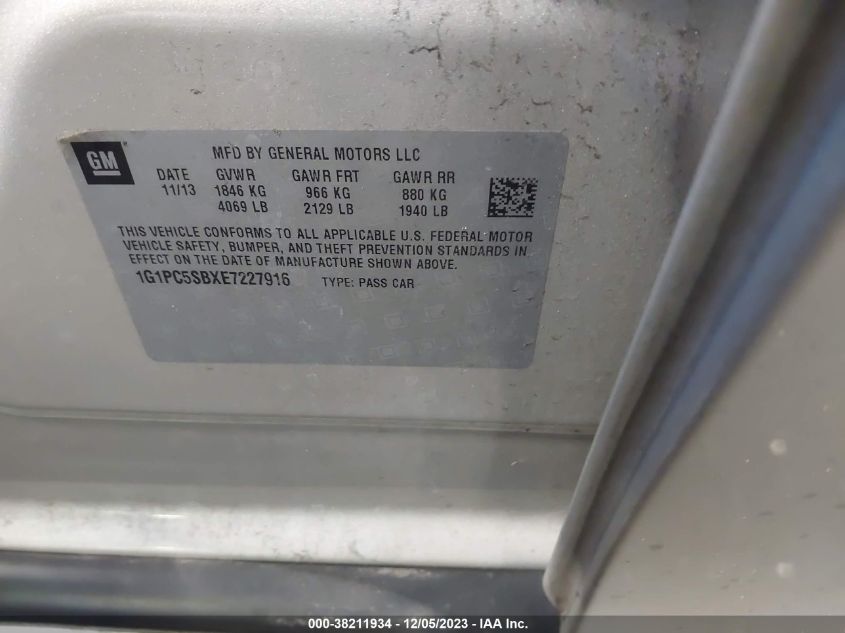 GM
MFD BY GENERAL MOTORS LLC
DATE GVWR GAWR FRT GAWR RR
11/13 1846 KG 966 KG 880 KG
4069 LB 2129 LB 1940 LB
THIS VEHICLE CONFORMS TO ALL APPLICABLE U.S. FEDERAL MOTOR
VEHICLE SAFETY, BUMPER, AND THEFT PREVENTION STANDARDS IN
EFFECT ON THE DATE OF MANUFACTURE SHOWN ABOVE.
1G1PC5SBXE7227916 TYPE: PASS CAR
000-38211934 - 12/05/2023 - IAA Inc.